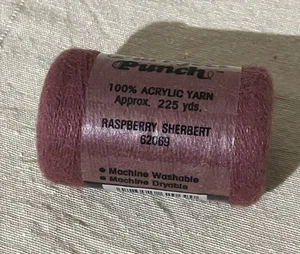 Punch
100% ACRYLIC YARN
Approx. 225 yds.
RASPBERRY SHERBERT
62069
• Machine Washable
• Machine Dryable